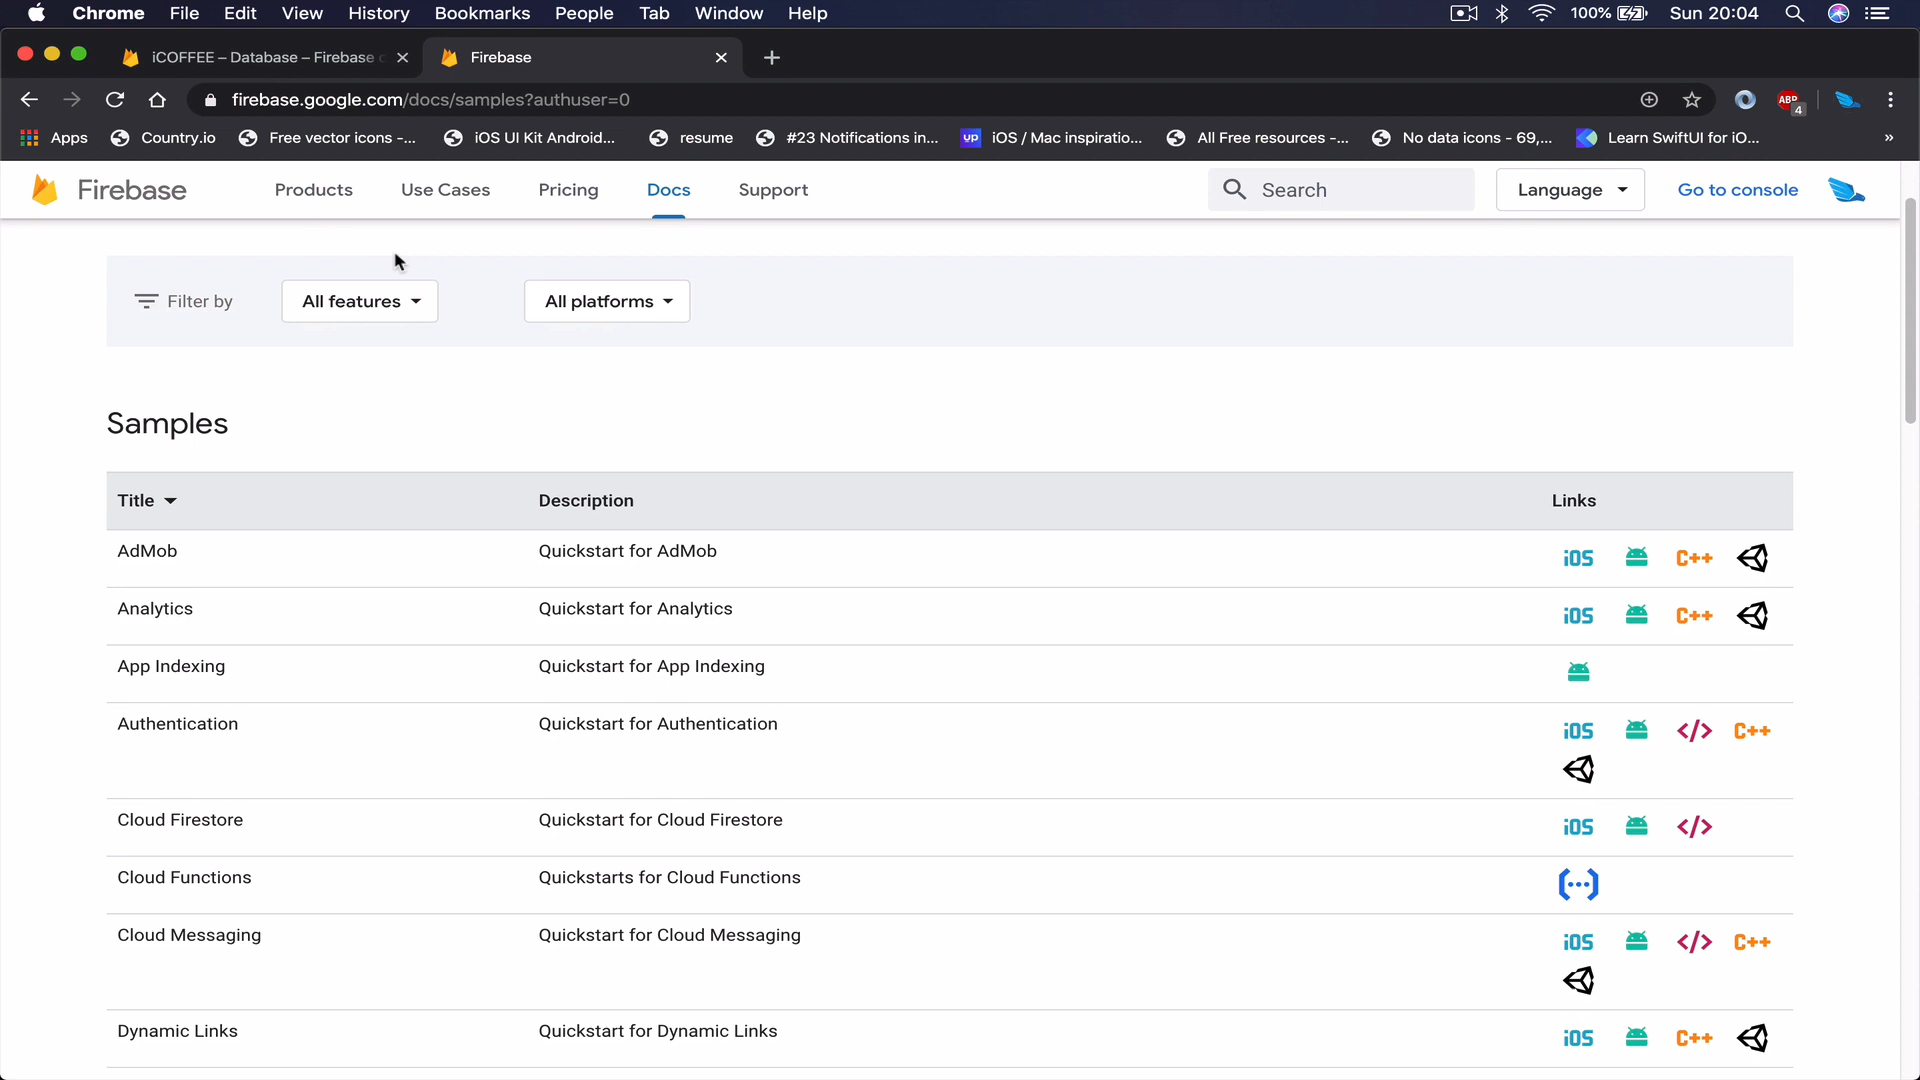 Chrome File Edit View History Bookmarks People Tab Window Help 100% Sun 20:04
iCOFFEE – Database – Firebase Firebase
firebase.google.com/docs/samples?authuser=0 ABP 4
Apps Country.io Free vector icons -... iOS UI Kit Android... resume #23 Notifications in... UP iOS / Mac inspiratio... All Free resources -... No data icons - 69,... Learn SwiftUI for iO... »
Firebase Products Use Cases Pricing Docs Support Search Language Go to console
Filter by All features All platforms
Samples
Title Description Links
AdMob Quickstart for AdMob iOS C++
Analytics Quickstart for Analytics iOS C++
App Indexing Quickstart for App Indexing
Authentication Quickstart for Authentication iOS </> C++
Cloud Firestore Quickstart for Cloud Firestore iOS </>
Cloud Functions Quickstarts for Cloud Functions
Cloud Messaging Quickstart for Cloud Messaging iOS </> C++
Dynamic Links Quickstart for Dynamic Links iOS C++